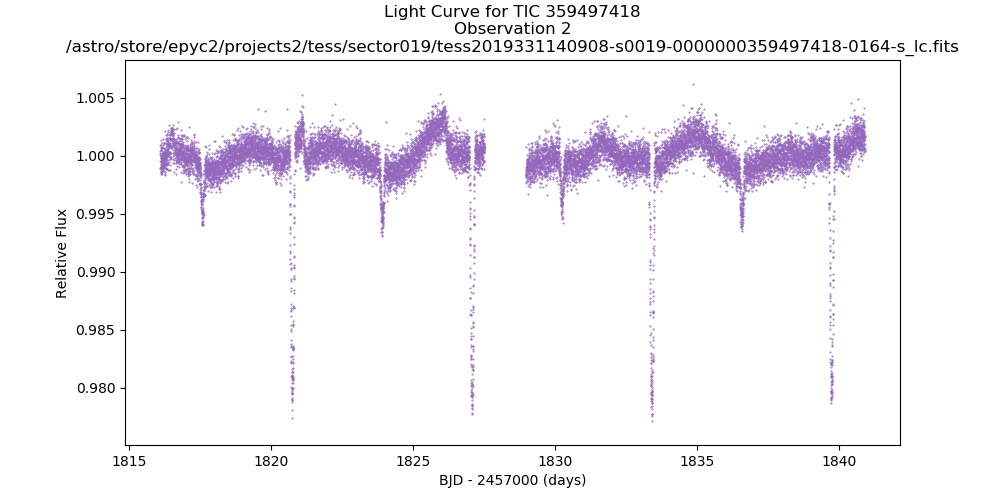 Light Curve for TIC 359497418
Observation 2
/astro/store/epyc2/projects2/tess/sector019/tess2019331140908-s0019-0000000359497418-0164-s_lc.fits
1.005
1.000
0.995
0.990
0.985
0.980
Relative Flux
1815
1820
1825
1830
1835
1840
BJD - 2457000 (days)